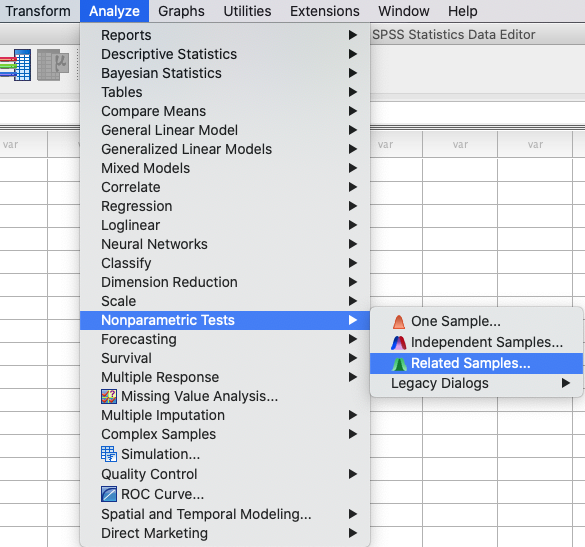 Transform Analyze Graphs Utilities Extensions Window Help
SPSS Statistics Data Editor
Reports
Descriptive Statistics
Bayesian Statistics
Tables
Compare Means
General Linear Model
var var var var
Generalized Linear Models
Mixed Models
Correlate
Regression
Loglinear
Neural Networks
Classify
Dimension Reduction
Scale
Nonparametric Tests
One Sample...
Forecasting
Independent Samples...
Survival
Related Samples...
Multiple Response
Legacy Dialogs
Missing Value Analysis...
Multiple Imputation
Complex Samples
Simulation...
Quality Control
ROC Curve...
Spatial and Temporal Modeling...
Direct Marketing